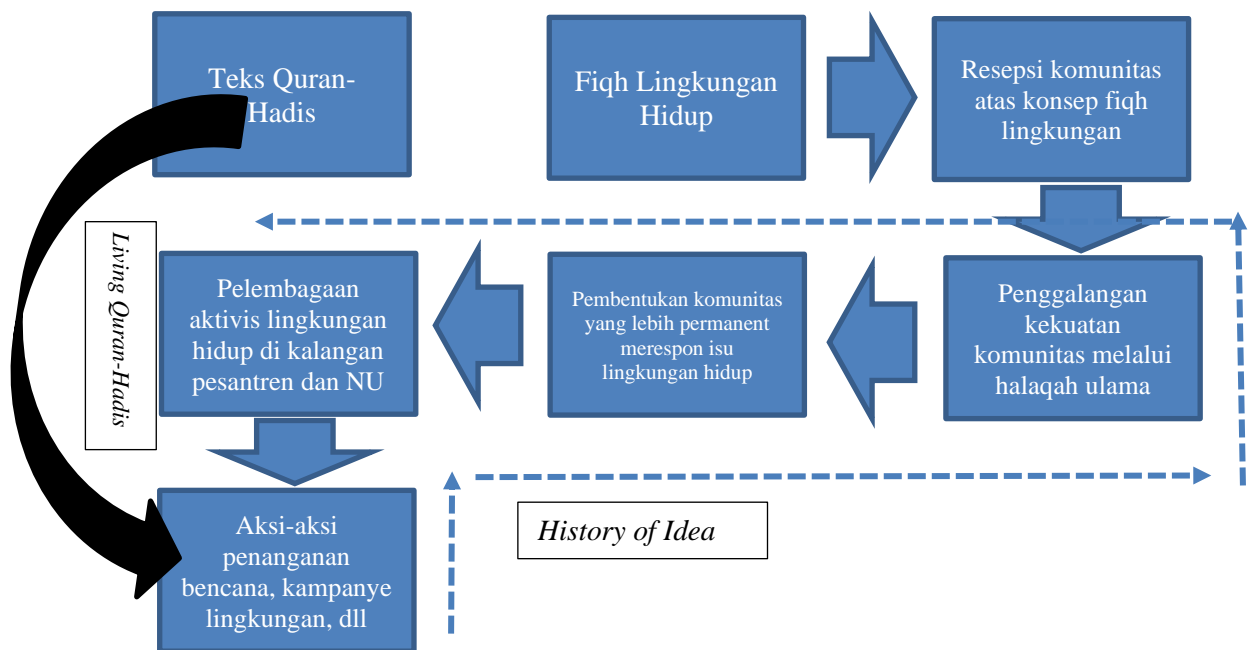 Teks Quran-
Hadis
Fiqh Lingkungan
Hidup
Resepsi komunitas
atas konsep fiqh
lingkungan
Living Quran-Hadis
Pelembagaan
aktivis lingkungan
hidup di kalangan
pesantren dan NU
Pembentukan komunitas
yang lebih permanent
merespon isu
lingkungan hidup
Penggalangan
kekuatan
komunitas melalui
halaqah ulama
Aksi-aksi
penanganan
bencana, kampanye
lingkungan, dll
History of Idea